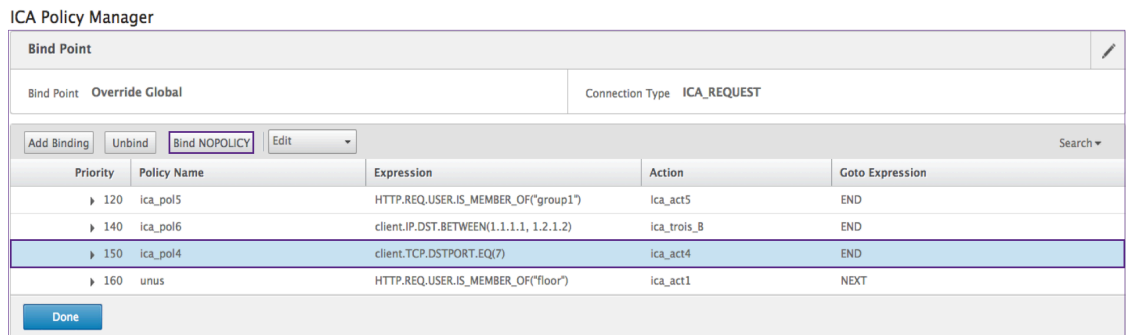 ICA Policy Manager
Bind Point
Bind Point Override Global Connection Type ICA_REQUEST
Add Binding Unbind Bind NOPOLICY Edit Search
Priority Policy Name Expression Action Goto Expression
120 ica_pol5 HTTP.REQ.USER.IS_MEMBER_OF("group1") Ica_act5 END
140 ica_pol6 client.IP.DST.BETWEEN(1.1.1.1, 1.2.1.2) ica_trois_B END
150 ica_pol4 client.TCP.DSTPORT.EQ(7) ica_act4 END
160 unus HTTP.REQ.USER.IS_MEMBER_OF("floor") ica_act1 NEXT
Done